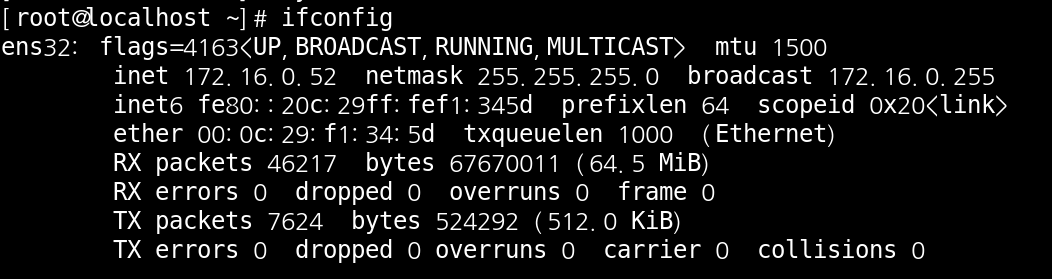 [root@localhost ~]# ifconfig
ens32: flags=4163<UP,BROADCAST,RUNNING,MULTICAST>  mtu 1500
        inet 172.16.0.52  netmask 255.255.255.0  broadcast 172.16.0.255
        inet6 fe80::20c:29ff:fef1:345d  prefixlen 64  scopeid 0x20<link>
        ether 00:0c:29:f1:34:5d  txqueuelen 1000  (Ethernet)
        RX packets 46217  bytes 67670011 (64.5 MiB)
        RX errors 0  dropped 0  overruns 0  frame 0
        TX packets 7624  bytes 524292 (512.0 KiB)
        TX errors 0  dropped 0 overruns 0  carrier 0  collisions 0